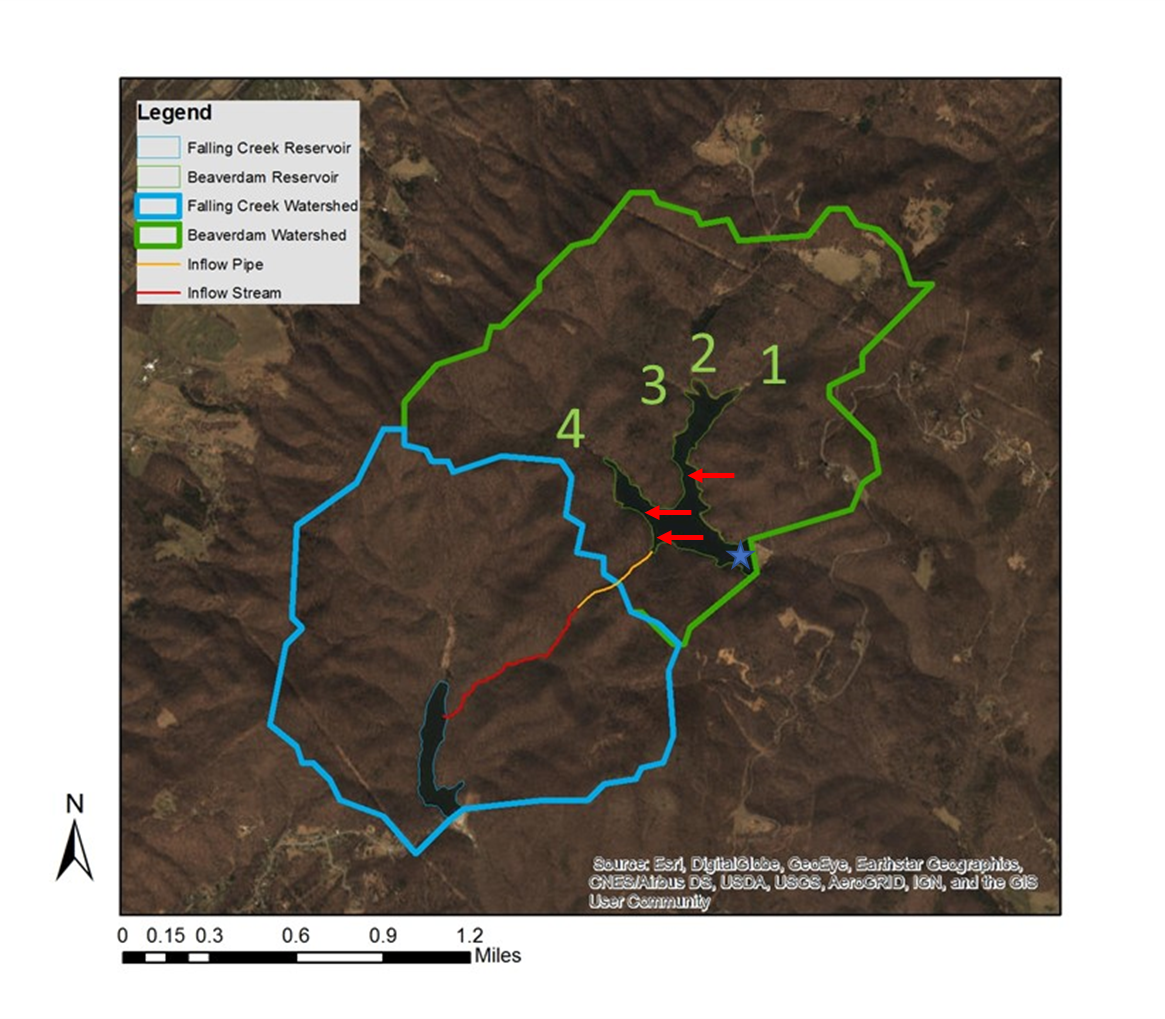 Legend
Falling Creek Reservoir
Beaverdam Reservoir
Falling Creek Watershed
Beaverdam Watershed
Inflow Pipe
Inflow Stream
1
2
3
4
N
Source: Esri, DigitalGlobe, GeoEye, Earthstar Geographics,
CNES/Airbus DS, USDA, USGS, AeroGRID, IGN, and the GIS
User Community
0 0.15 0.3 0.6 0.9 1.2
Miles